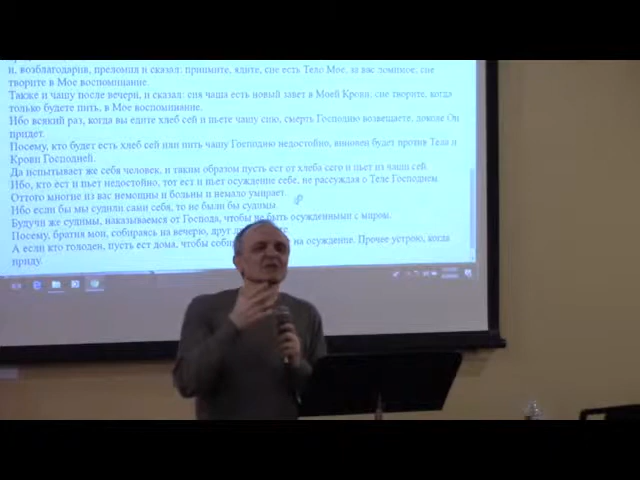 и, возблагодарив, преломил и сказал: приимите, ядите, сие есть Тело Мое, за вас ломимое; сие
творите в Мое воспоминание.
Также и чашу после вечери, и сказал: сия чаша есть новый завет в Моей Крови; сие творите, когда
только будете пить, в Мое воспоминание.
Ибо всякий раз, когда вы едите хлеб сей и пьете чашу сию, смерть Господню возвещаете, доколе Он
придет.
Посему, кто будет есть хлеб сей или пить чашу Господню недостойно, виновен будет против Тела и
Крови Господней.
Да испытывает же себя человек, и таким образом пусть ест от хлеба сего и пьет из чаши сей.
Ибо, кто ест и пьет недостойно, тот ест и пьет осуждение себе, не рассуждая о Теле Господнем.
Оттого многие из вас немощны и больны и немало умирает.
Ибо если бы мы судили сами себя, то не были бы судимы.
Будучи же судимы, наказываемся от Господа, чтобы не быть осужденными с миром.
Посему, братия мои, собираясь на вечерю, друг
А если кто голоден, пусть ест дома, чтобы собираться на осуждение. Прочее устрою, когда
приду.